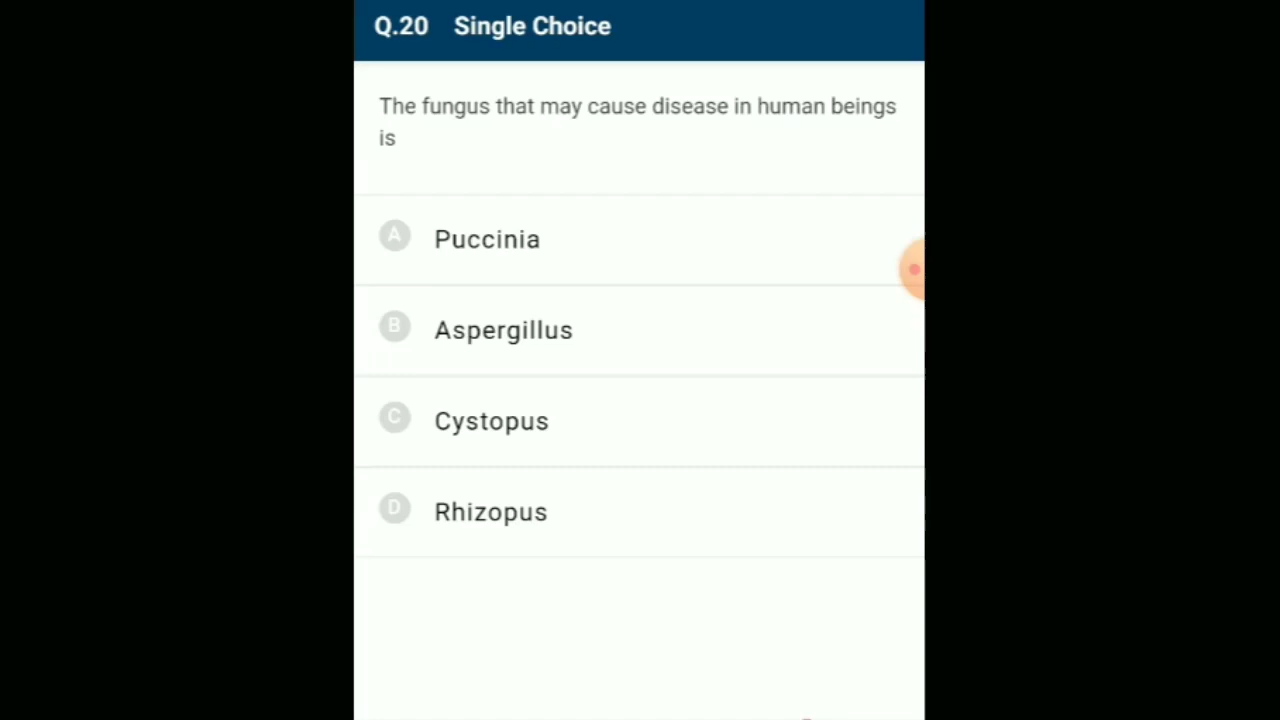 Q.20 Single Choice
The fungus that may cause disease in human beings
is
A Puccinia
B Aspergillus
C Cystopus
D Rhizopus